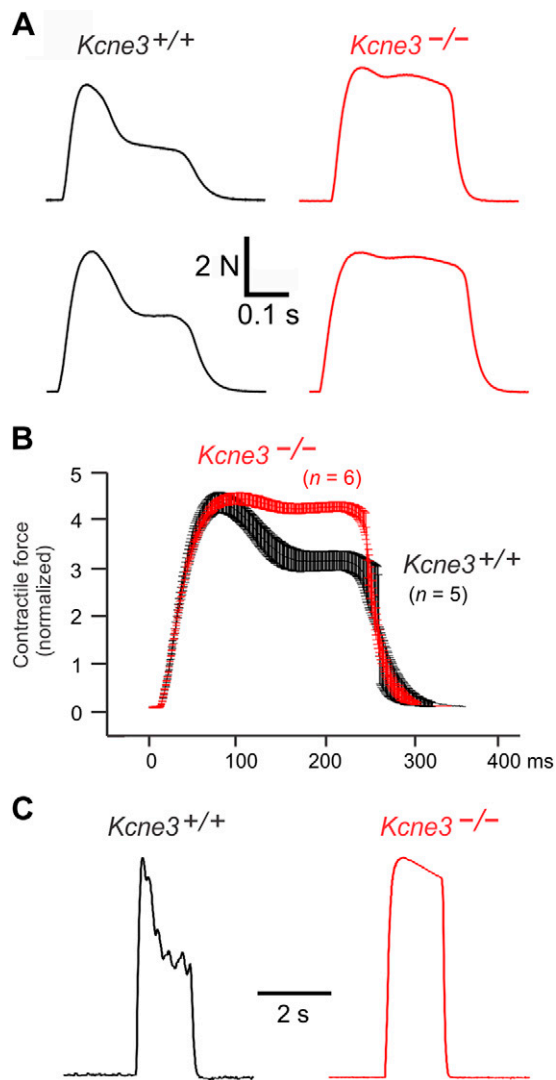 A
Kcne3+/+ Kcne3−/−
2 N
0.1 s
B
Kcne3−/−
(n = 6)
Kcne3+/+
(n = 5)
Contractile force
(normalized)
5
4
3
2
1
0
0 100 200 300 400 ms
C
Kcne3+/+ Kcne3−/−
2 s